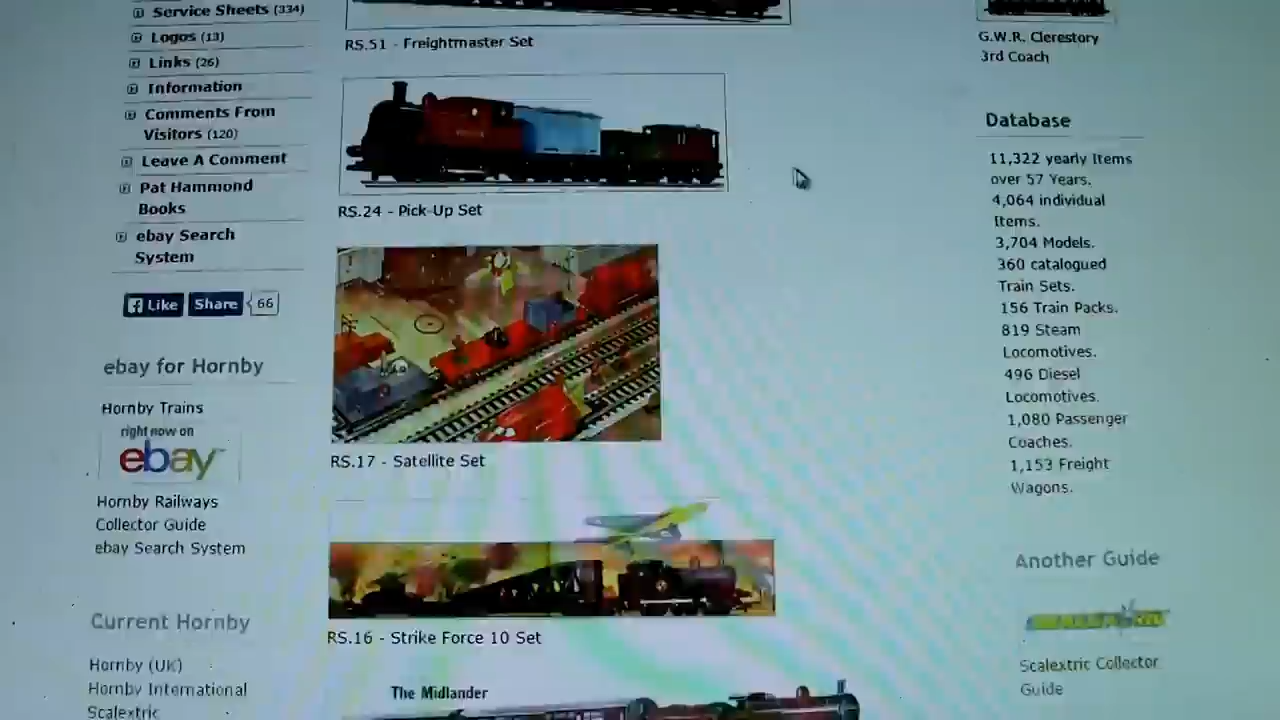 Service Sheets (334)
Logos (13)
Links (26)
Information
Comments From
Visitors (120)
Leave A Comment
Pat Hammond
Books
ebay Search
System
Like
Share
66
ebay for Hornby
Hornby Trains
right now on
ebay
Hornby Railways
Collector Guide
ebay Search System
Current Hornby
Hornby (UK)
Hornby International
Scalextric
RS.51 - Freightmaster Set
RS.24 - Pick-Up Set
RS.17 - Satellite Set
RS.16 - Strike Force 10 Set
The Midlander
G.W.R. Clerestory
3rd Coach
Database
11,322 yearly Items
over 57 Years.
4,064 individual
Items.
3,704 Models.
360 catalogued
Train Sets.
156 Train Packs.
819 Steam
Locomotives.
496 Diesel
Locomotives.
1,080 Passenger
Coaches.
1,153 Freight
Wagons.
Another Guide
Scalextric Collector
Guide